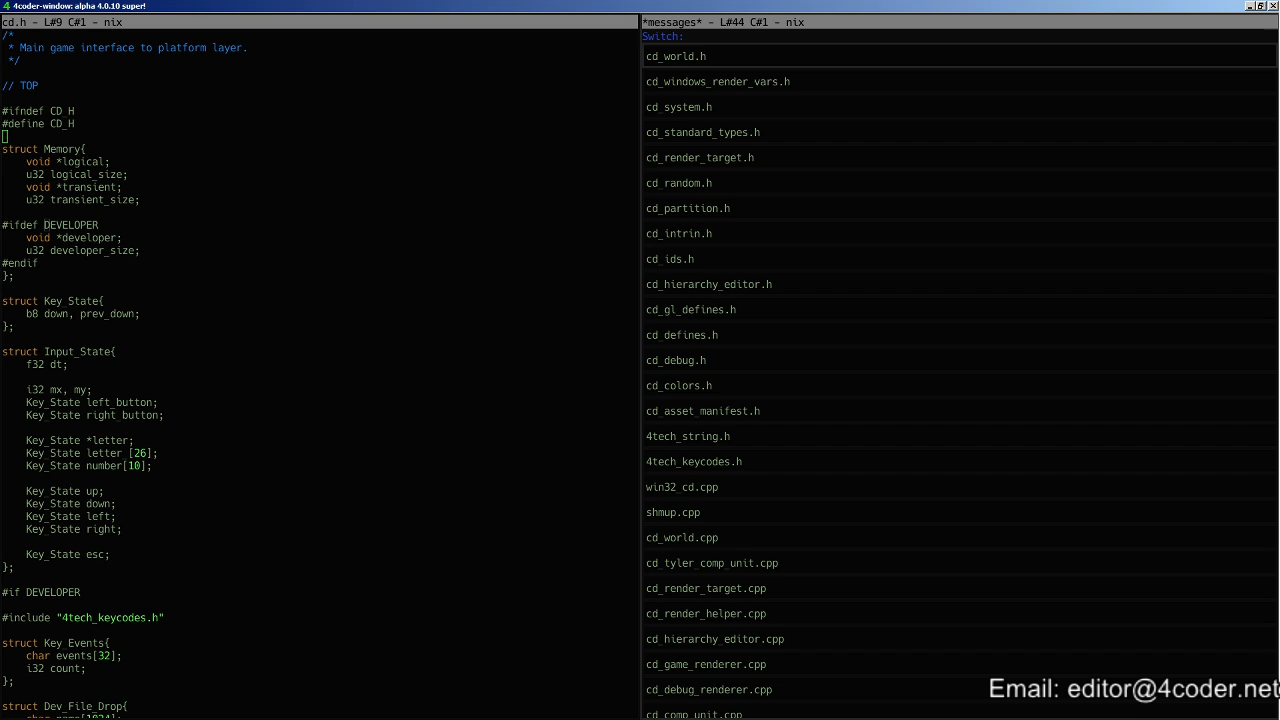 4coder-window: alpha 4.0.10 super!
cd.h - L#9 C#1 - nix
/*
* Main game interface to platform layer.
*/
// TOP
#ifndef CD_H
#define CD_H
struct Memory{
void *logical;
u32 logical_size;
void *transient;
u32 transient_size;
#ifdef DEVELOPER
void *developer;
u32 developer_size;
#endif
};
struct Key_State{
b8 down, prev_down;
};
struct Input_State{
f32 dt;
i32 mx, my;
Key_State left_button;
Key_State right_button;
Key_State *letter;
Key_State letter_[26];
Key_State number[10];
Key_State up;
Key_State down;
Key_State left;
Key_State right;
Key_State esc;
};
#if DEVELOPER
#include "4tech_keycodes.h"
struct Key_Events{
char events[32];
i32 count;
};
struct Dev_File_Drop{
char name[1024];
*messages* - L#44 C#1 - nix
Switch:
cd_world.h
cd_windows_render_vars.h
cd_system.h
cd_standard_types.h
cd_render_target.h
cd_random.h
cd_partition.h
cd_intrin.h
cd_ids.h
cd_hierarchy_editor.h
cd_gl_defines.h
cd_defines.h
cd_debug.h
cd_colors.h
cd_asset_manifest.h
4tech_string.h
4tech_keycodes.h
win32_cd.cpp
shmup.cpp
cd_world.cpp
cd_tyler_comp_unit.cpp
cd_render_target.cpp
cd_render_helper.cpp
cd_hierarchy_editor.cpp
cd_game_renderer.cpp
cd_debug_renderer.cpp
cd_comp_unit.cpp
Email: editor@4coder.net